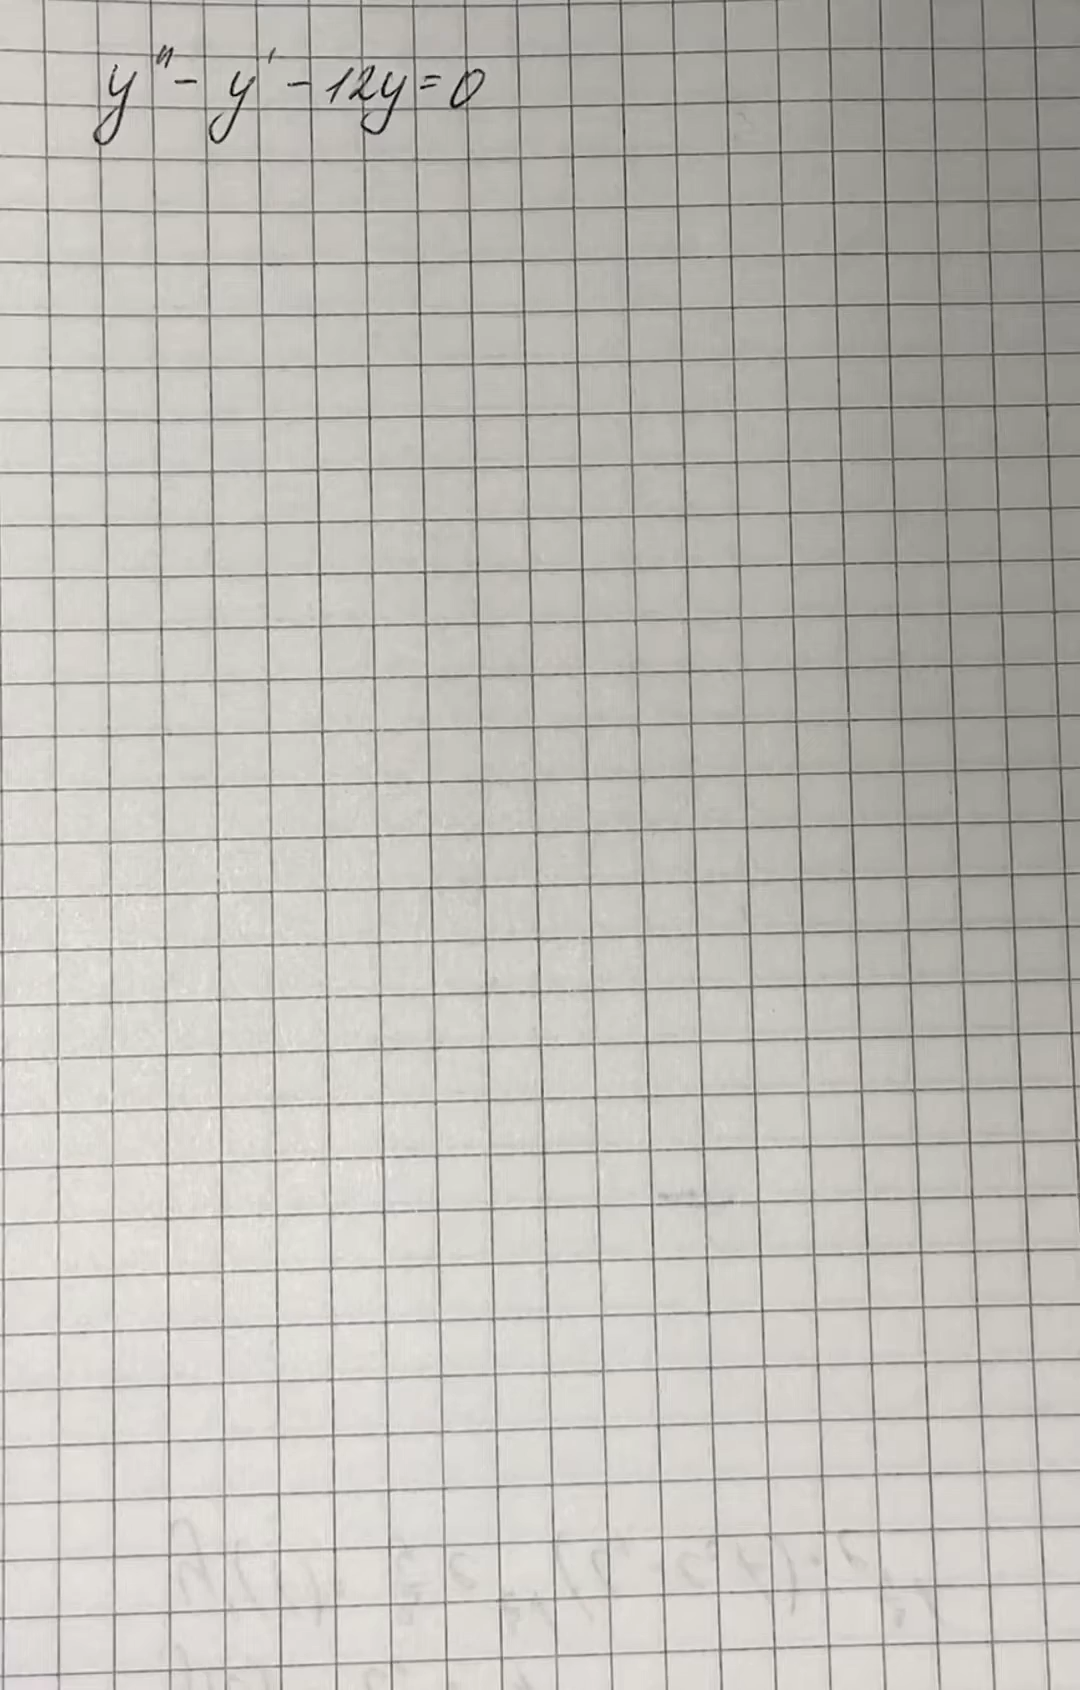 y'' - y' - 12y = 0